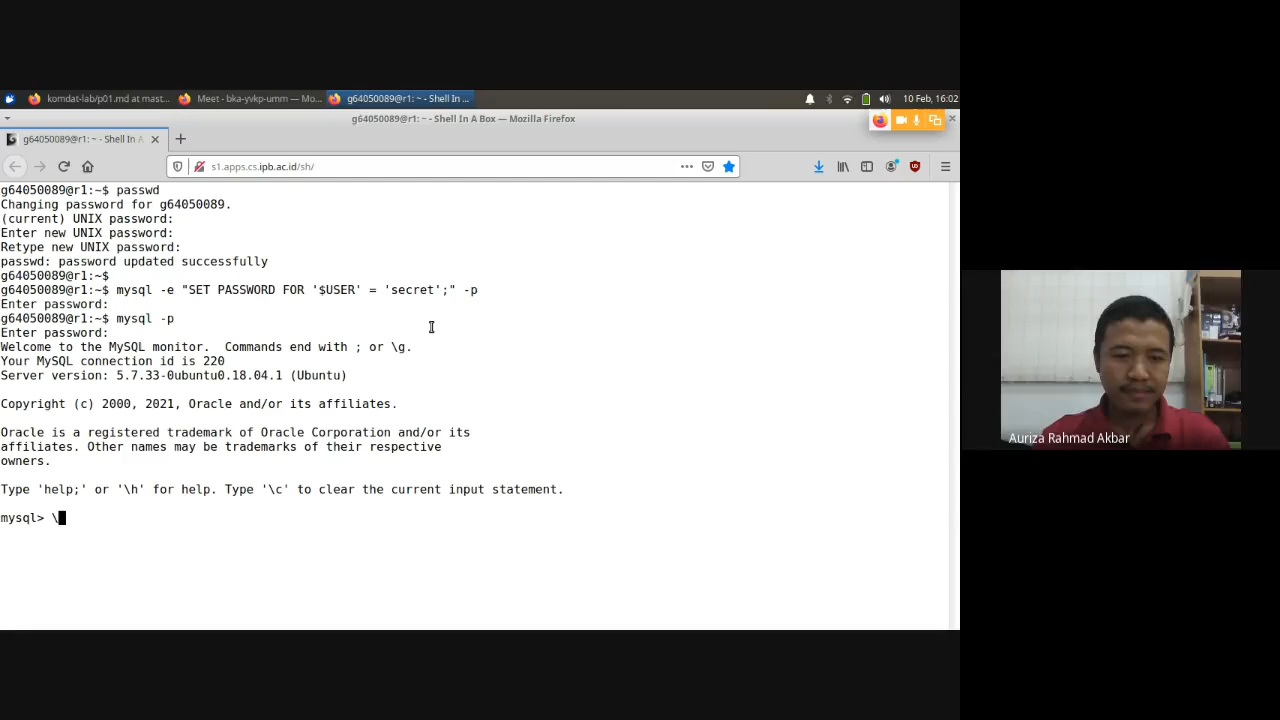 komdat-lab/p01.md at mast...
Meet - bka-yvkp-umm — Mo...
g64050089@r1: ~ - Shell In ...
10 Feb, 16:02
g64050089@r1: ~ - Shell In A Box — Mozilla Firefox
g64050089@r1: ~ - Shell In A
s1.apps.cs.ipb.ac.id/sh/
g64050089@r1:~$ passwd
Changing password for g64050089.
(current) UNIX password:
Enter new UNIX password:
Retype new UNIX password:
passwd: password updated successfully
g64050089@r1:~$
g64050089@r1:~$ mysql -e "SET PASSWORD FOR '$USER' = 'secret';" -p
Enter password:
g64050089@r1:~$ mysql -p
Enter password:
Welcome to the MySQL monitor.  Commands end with ; or \g.
Your MySQL connection id is 220
Server version: 5.7.33-0ubuntu0.18.04.1 (Ubuntu)
Copyright (c) 2000, 2021, Oracle and/or its affiliates.
Oracle is a registered trademark of Oracle Corporation and/or its
affiliates. Other names may be trademarks of their respective
owners.
Type 'help;' or '\h' for help. Type '\c' to clear the current input statement.
mysql> \
Auriza Rahmad Akbar